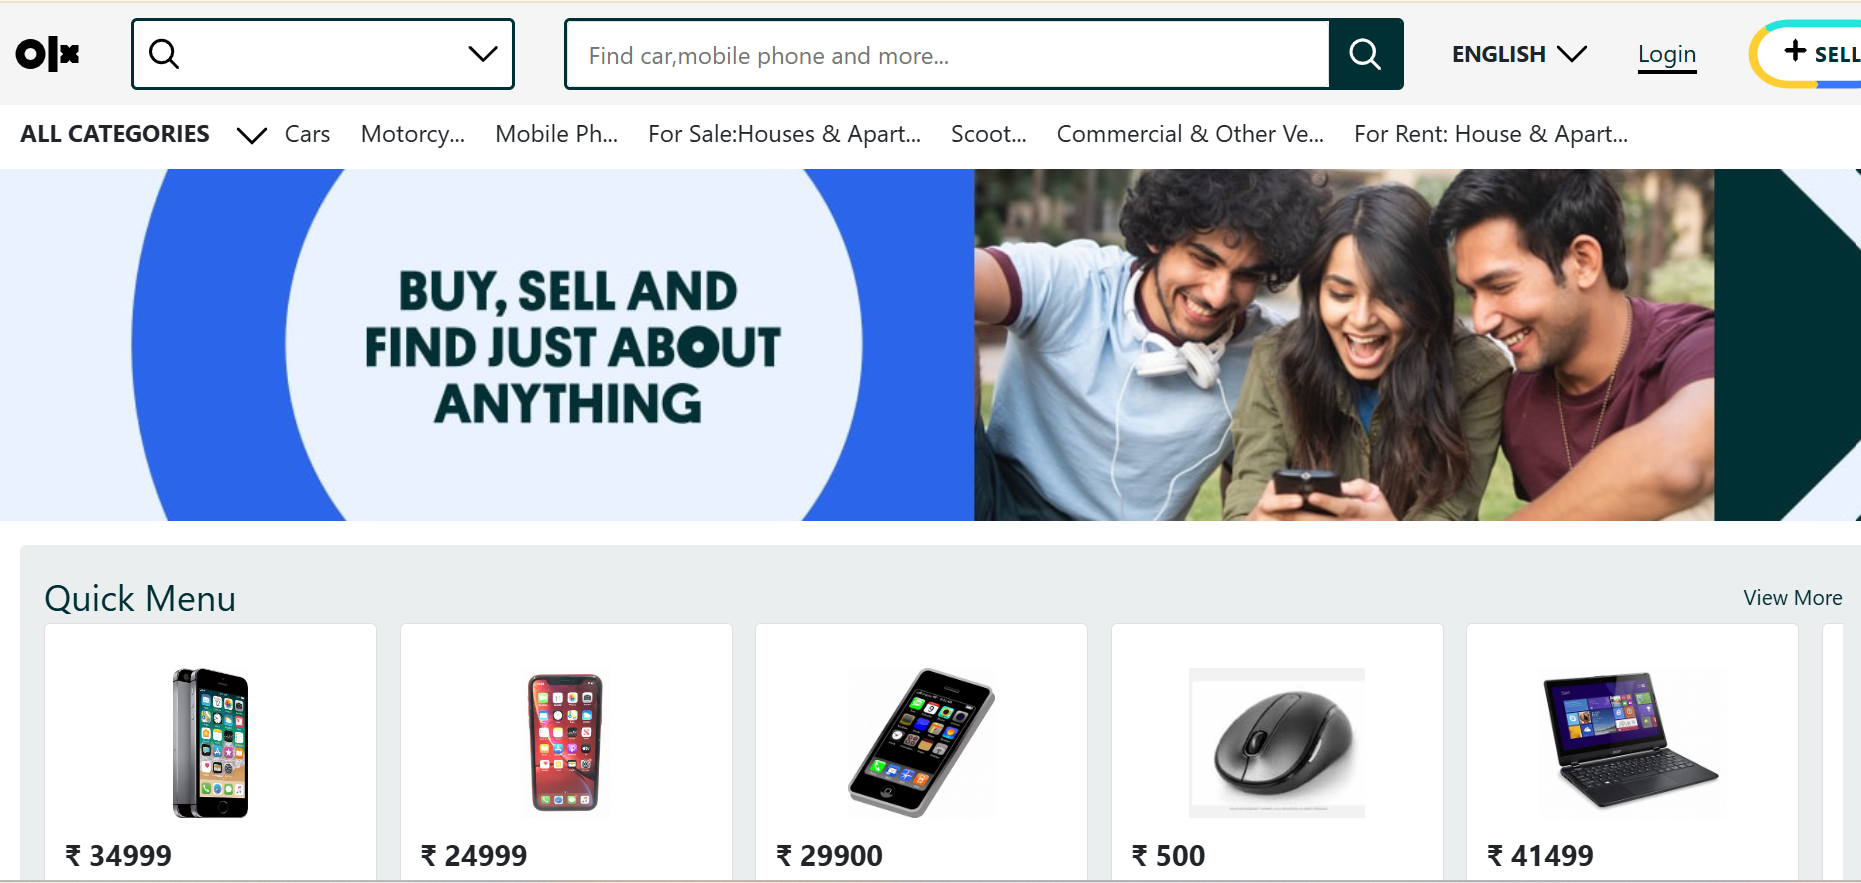 olx
Find car,mobile phone and more...
ENGLISH
Login
+ SELL
ALL CATEGORIES
Cars
Motorcy...
Mobile Ph...
For Sale:Houses & Apart...
Scoot...
Commercial & Other Ve...
For Rent: House & Apart...
BUY, SELL AND
FIND JUST ABOUT
ANYTHING
Quick Menu
View More
₹ 34999
₹ 24999
₹ 29900
₹ 500
₹ 41499